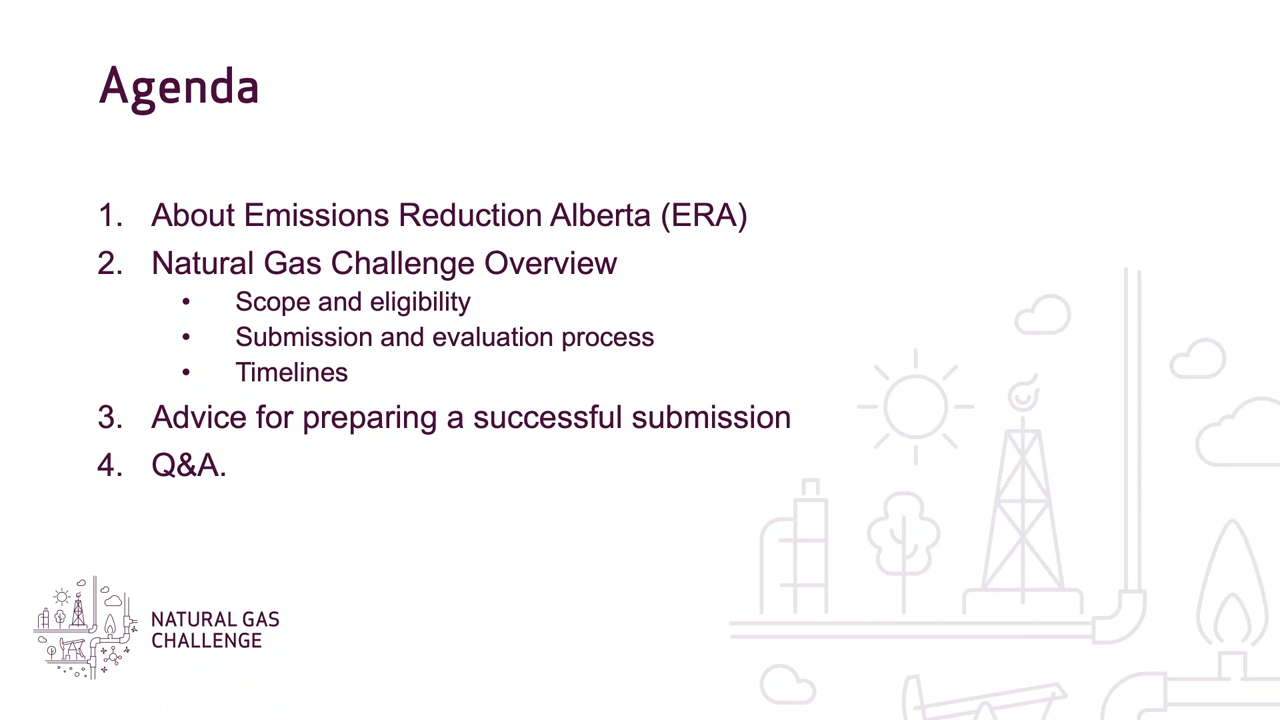 Agenda
1. About Emissions Reduction Alberta (ERA)
2. Natural Gas Challenge Overview
• Scope and eligibility
• Submission and evaluation process
• Timelines
3. Advice for preparing a successful submission
4. Q&A.
NATURAL GAS
CHALLENGE